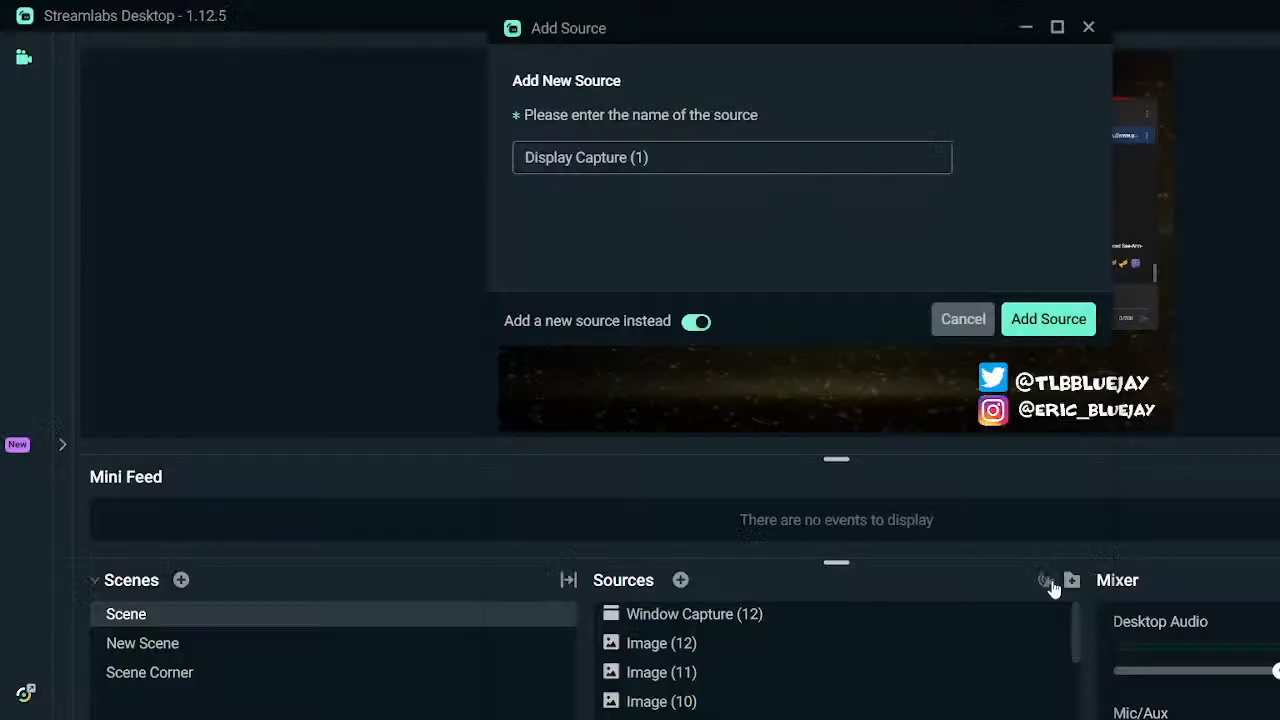 Streamlabs Desktop - 1.12.5
Add Source
Add New Source
* Please enter the name of the source
Display Capture (1)
Add a new source instead
Cancel
Add Source
@TLBBLUEJAY
@ERIC_BLUEJAY
New
Mini Feed
There are no events to display
Scenes
Sources
Mixer
Scene
New Scene
Scene Corner
Window Capture (12)
Image (12)
Image (11)
Image (10)
Desktop Audio
Mic/Aux